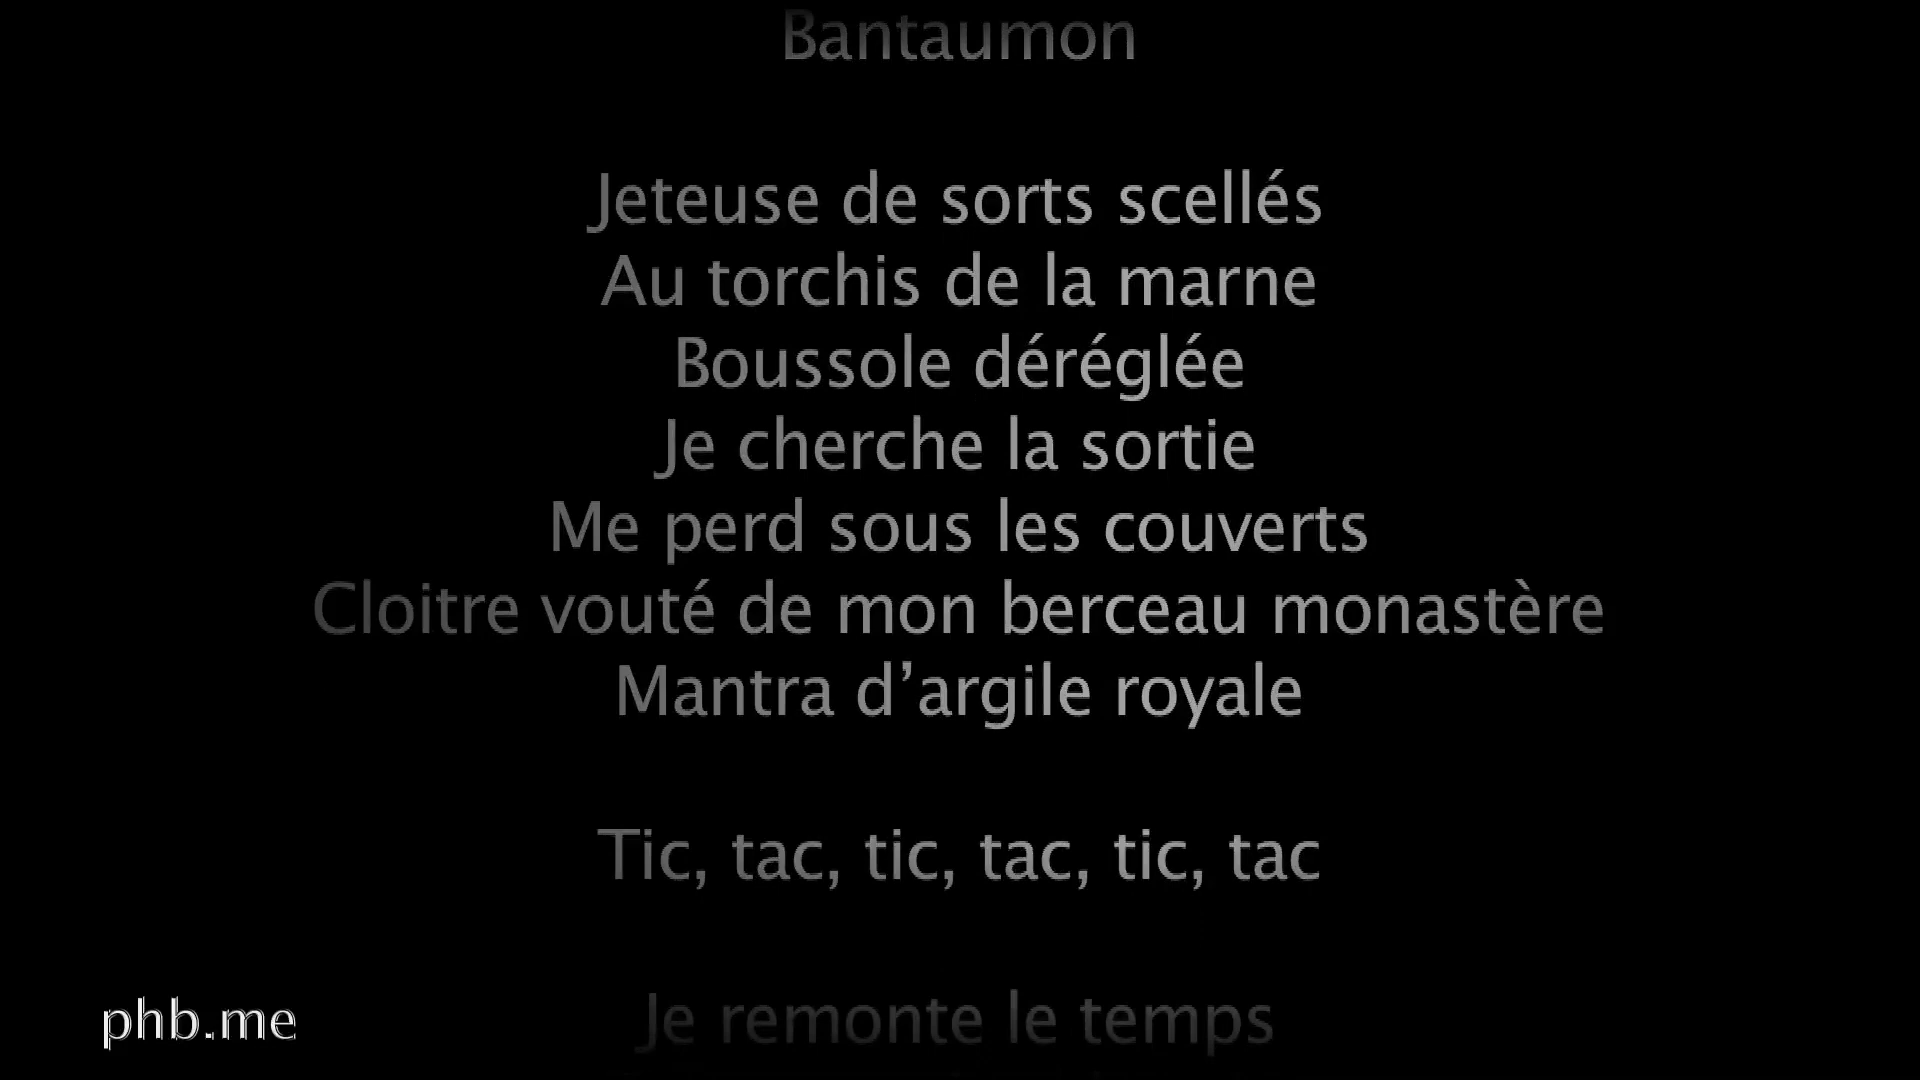 Bantaumon
Jeteuse de sorts scellés
Au torchis de la marne
Boussole déréglée
Je cherche la sortie
Me perd sous les couverts
Cloitre vouté de mon berceau monastère
Mantra d’argile royale
Tic, tac, tic, tac, tic, tac
Je remonte le temps
phb.me